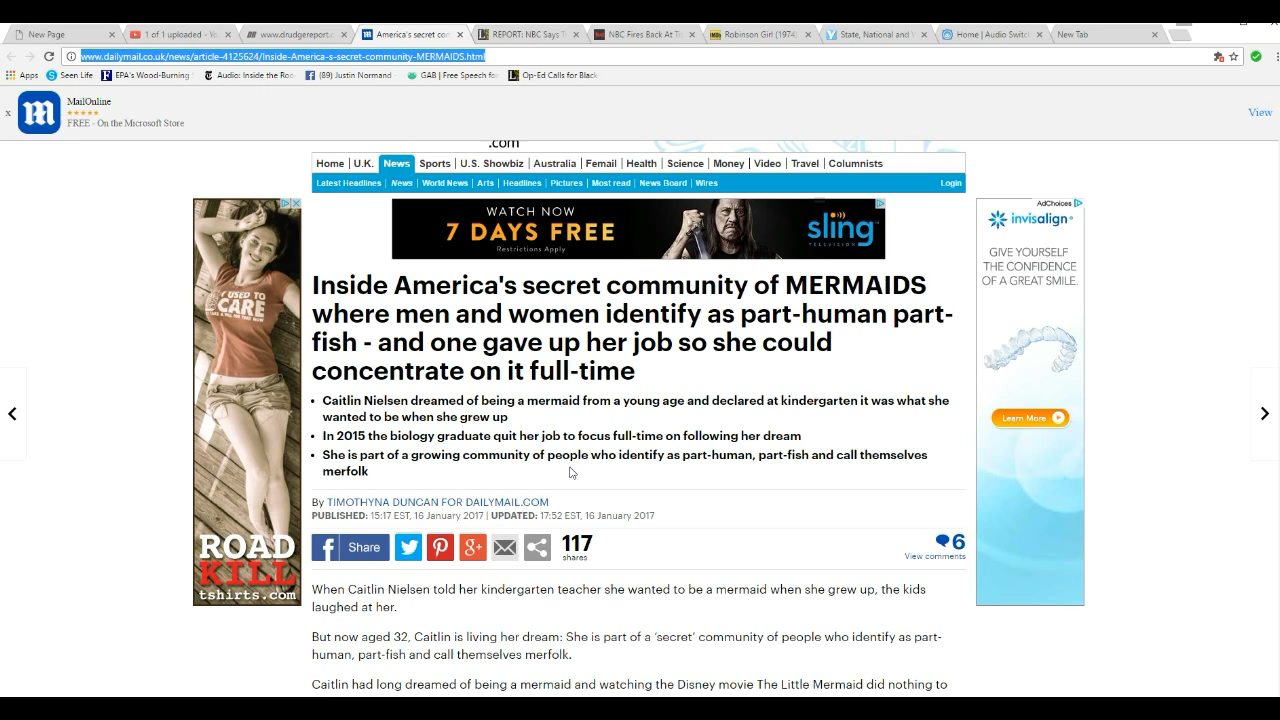 New Page
1 of 1 uploaded - Yo
www.drudgereport.c
America's secret com
REPORT: NBC Says T
NBC Fires Back At Tr
Robinson Girl (1974)
State, National and
Home | Audio Switch
New Tab
www.dailymail.co.uk/news/article-4125624/Inside-America-s-secret-community-MERMAIDS.html
Apps
Seen Life
EPA's Wood-Burning
Audio: Inside the Roo
(89) Justin Normand
GAB | Free Speech for
Op-Ed Calls for Black
x
MailOnline
FREE - On the Microsoft Store
View
.com
Home | U.K. News Sports | U.S. Showbiz | Australia | Femail | Health | Science | Money | Video | Travel | Columnists
Latest Headlines | News | World News | Arts | Headlines | Pictures | Most read | News Board | Wires
Login
I USED TO
CARE
ROAD
KILL
tshirts.com
WATCH NOW
7 DAYS FREE
Restrictions Apply
sling
TELEVISION
AdChoices
invisalign
GIVE YOURSELF
THE CONFIDENCE
OF A GREAT SMILE.
Learn More
Inside America's secret community of MERMAIDS
where men and women identify as part-human part-
fish - and one gave up her job so she could
concentrate on it full-time
• Caitlin Nielsen dreamed of being a mermaid from a young age and declared at kindergarten it was what she
wanted to be when she grew up
• In 2015 the biology graduate quit her job to focus full-time on following her dream
• She is part of a growing community of people who identify as part-human, part-fish and call themselves
merfolk
By TIMOTHYNA DUNCAN FOR DAILYMAIL.COM
PUBLISHED: 15:17 EST, 16 January 2017 | UPDATED: 17:52 EST, 16 January 2017
Share
117
shares
6
View comments
When Caitlin Nielsen told her kindergarten teacher she wanted to be a mermaid when she grew up, the kids
laughed at her.
But now aged 32, Caitlin is living her dream: She is part of a 'secret' community of people who identify as part-
human, part-fish and call themselves merfolk.
Caitlin had long dreamed of being a mermaid and watching the Disney movie The Little Mermaid did nothing to